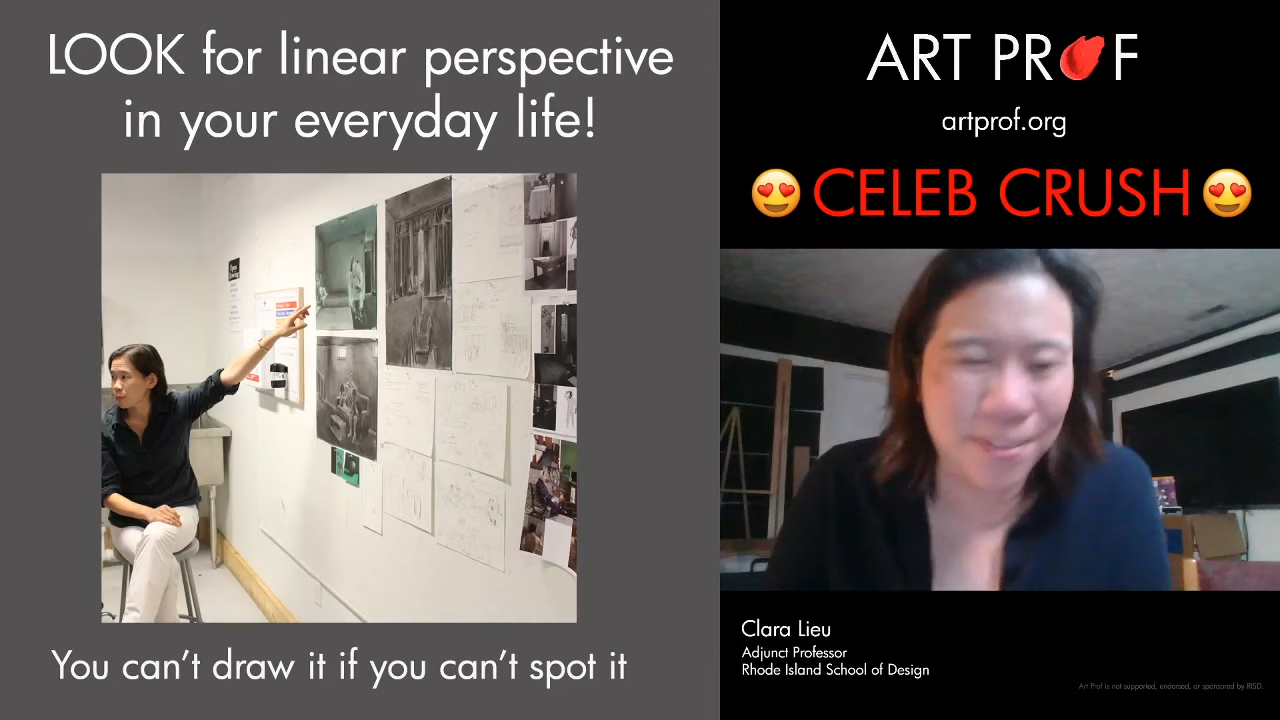 LOOK for linear perspective
in your everyday life!
You can't draw it if you can't spot it
ART PROF
artprof.org
😍 CELEB CRUSH 😍
Clara Lieu
Adjunct Professor
Rhode Island School of Design
Art Prof is not supported, endorsed, or sponsored by RISD.